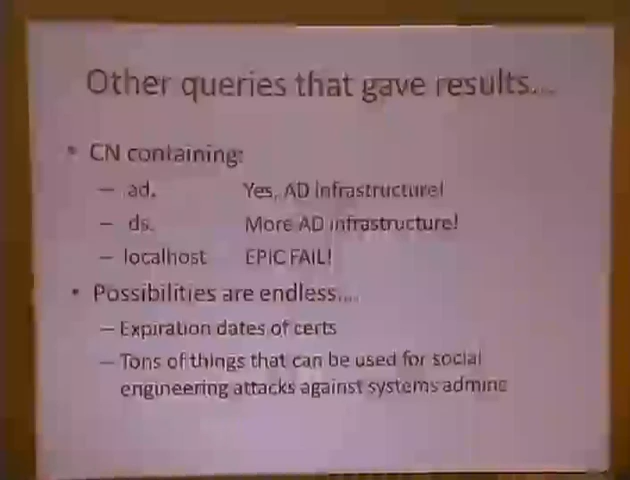 Other queries that gave results...
• CN containing:
– ad. Yes, AD infrastructure!
– ds. More AD infrastructure!
– localhost EPIC FAIL!
• Possibilities are endless....
– Expiration dates of certs
– Tons of things that can be used for social
engineering attacks against systems admins